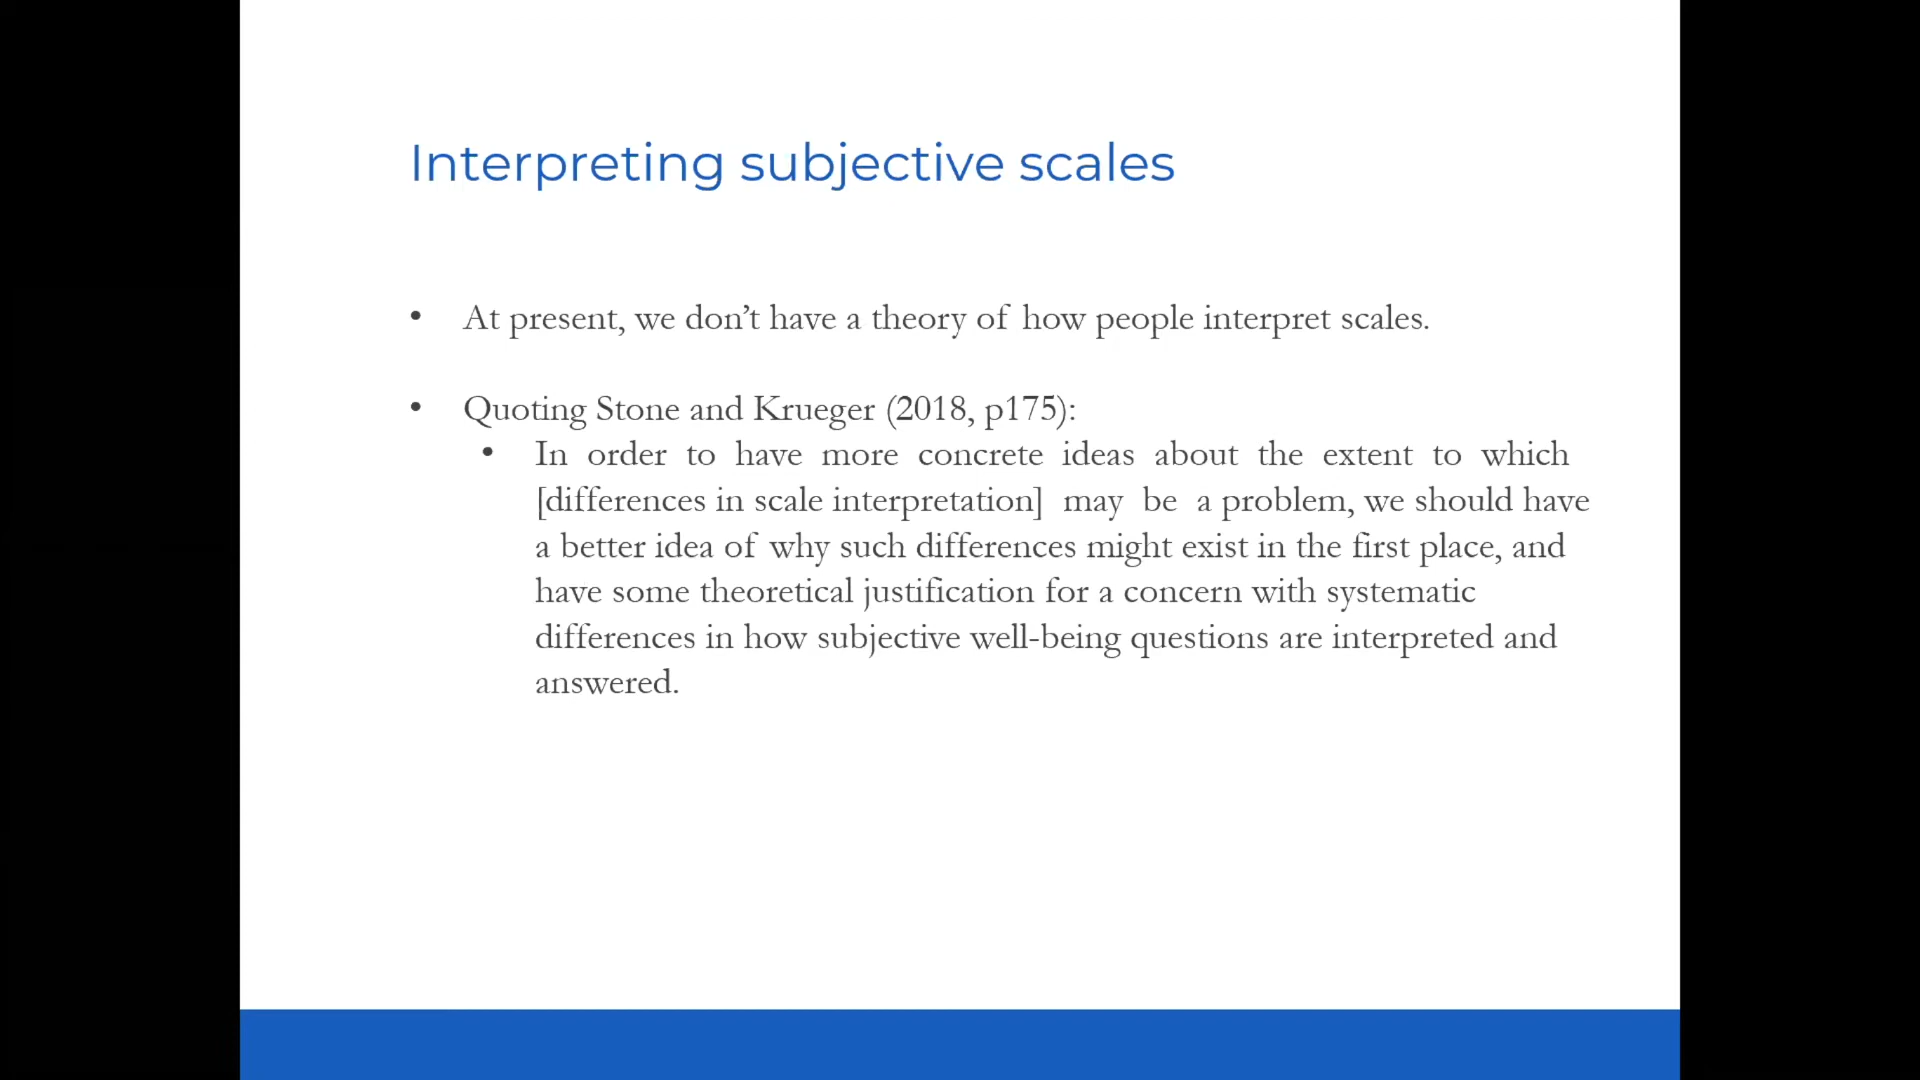 Interpreting subjective scales
• At present, we don’t have a theory of how people interpret scales.
• Quoting Stone and Krueger (2018, p175):
• In order to have more concrete ideas about the extent to which
[differences in scale interpretation] may be a problem, we should have
a better idea of why such differences might exist in the first place, and
have some theoretical justification for a concern with systematic
differences in how subjective well-being questions are interpreted and
answered.